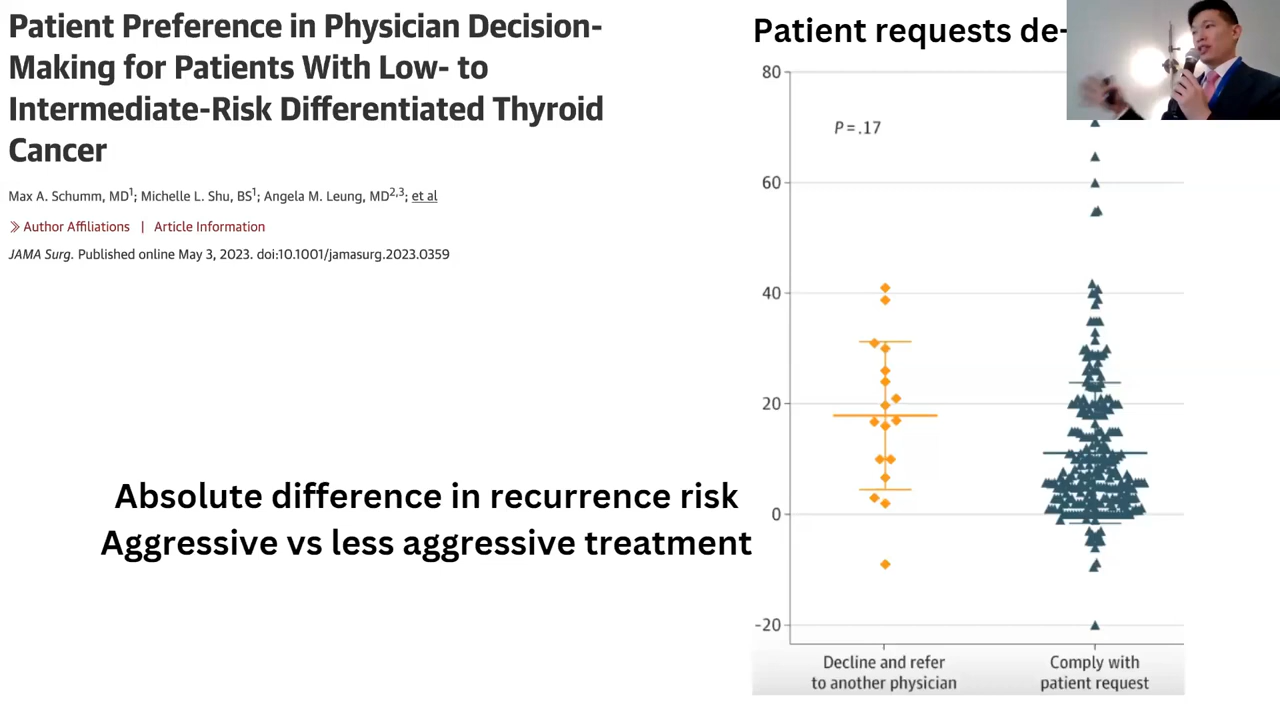 Patient Preference in Physician Decision-
Making for Patients With Low- to
Intermediate-Risk Differentiated Thyroid
Cancer
Max A. Schumm, MD1; Michelle L. Shu, BS1; Angela M. Leung, MD2,3; et al
Author Affiliations | Article Information
JAMA Surg. Published online May 3, 2023. doi:10.1001/jamasurg.2023.0359
Absolute difference in recurrence risk
Aggressive vs less aggressive treatment
Patient requests de-
80
P = .17
60
40
20
0
-20
Decline and refer
to another physician
Comply with
patient request